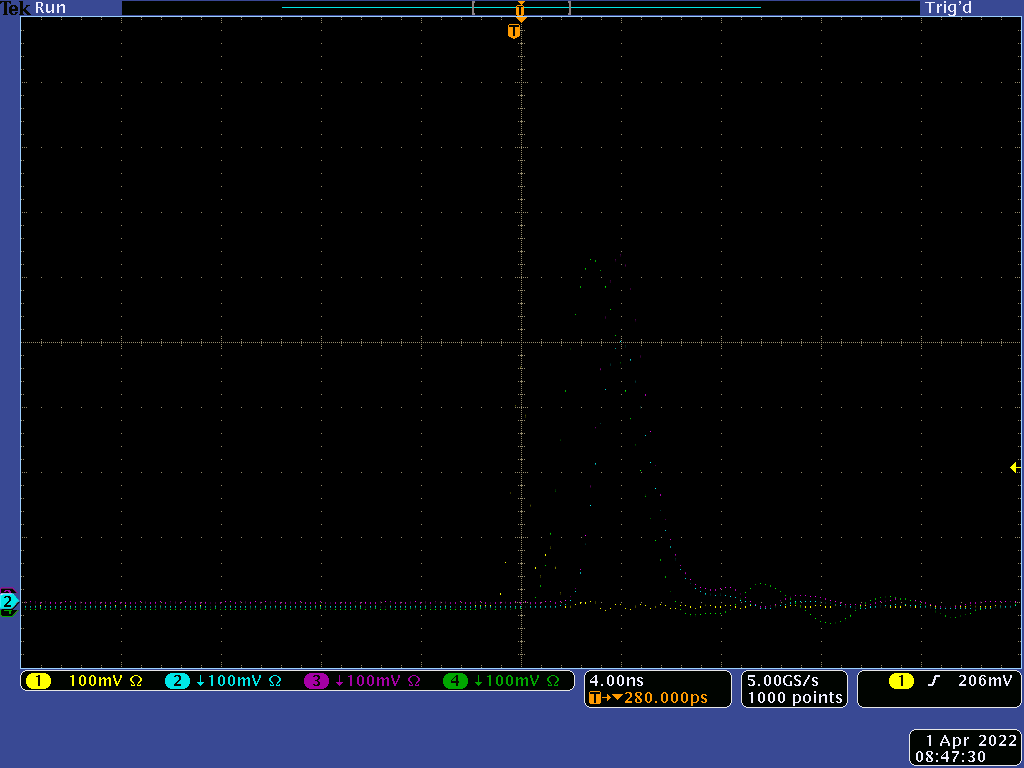 Tek Run Trig'd
T
T
2
1 100mV Ω 2 ↓100mV Ω 3 ↓100mV Ω 4 ↓100mV Ω
4.00ns 5.00GS/s 1 ʃ 206mV
T→▼280.000ps 1000 points
1 Apr 2022
08:47:30